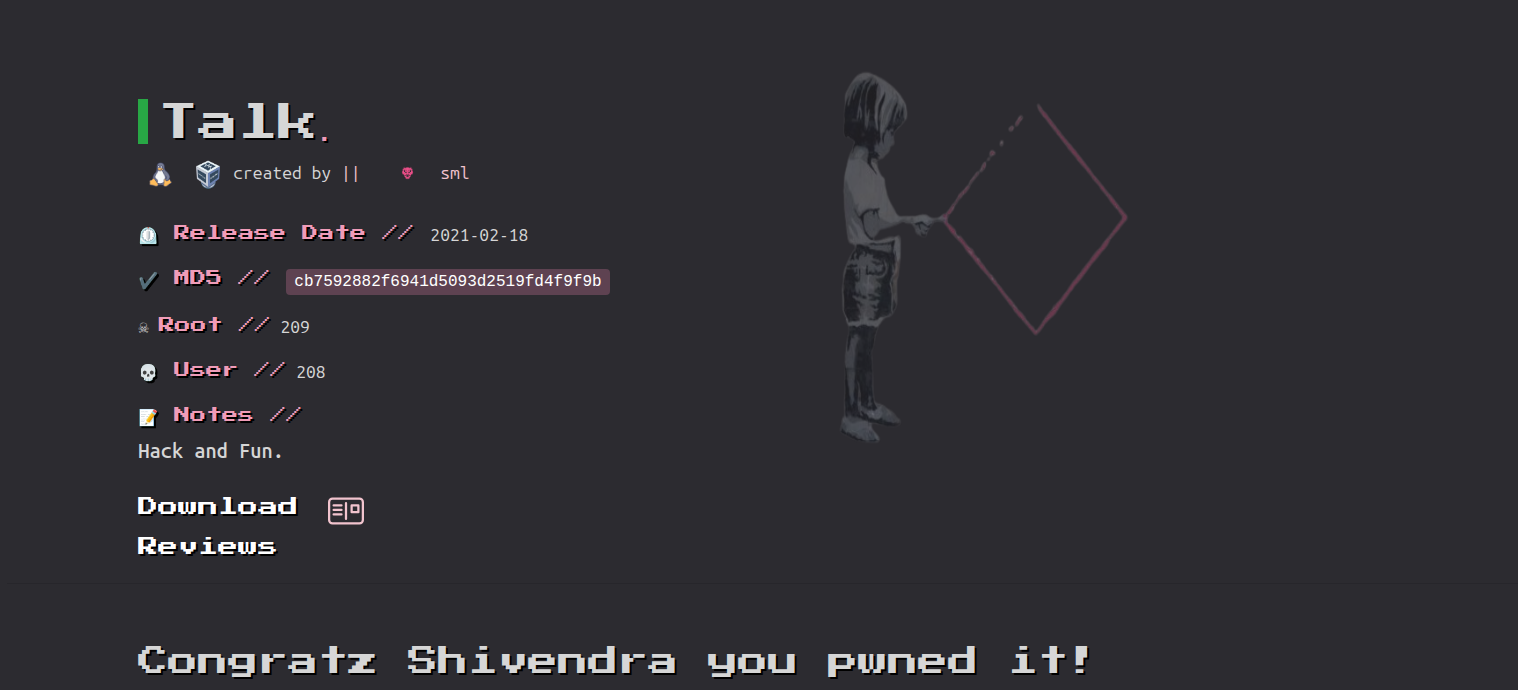 Talk.
created by || sml
Release Date // 2021-02-18
MD5 // cb7592882f6941d5093d2519fd4f9f9b
Root // 209
User // 208
Notes //
Hack and Fun.
Download
Reviews
Congratz Shivendra you pwned it!